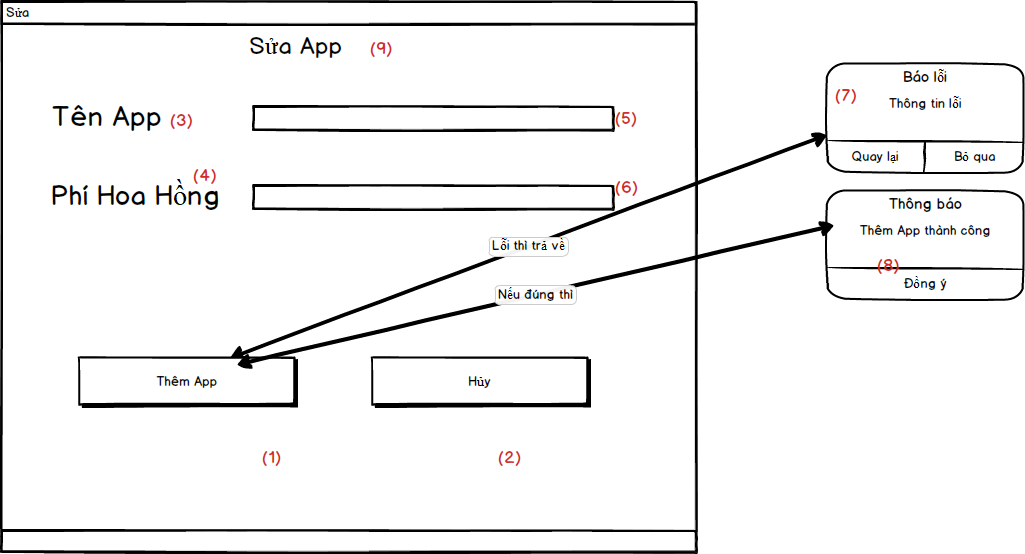 Sửa
Sửa App (9)
Tên App (3)
(5)
Phí Hoa Hồng (4)
(6)
Lỗi thì trả về
Nếu đúng thì
Thêm App
Hủy
(1)
(2)
Báo lỗi
(7)
Thông tin lỗi
Quay lại
Bỏ qua
Thông báo
Thêm App thành công
(8)
Đồng ý